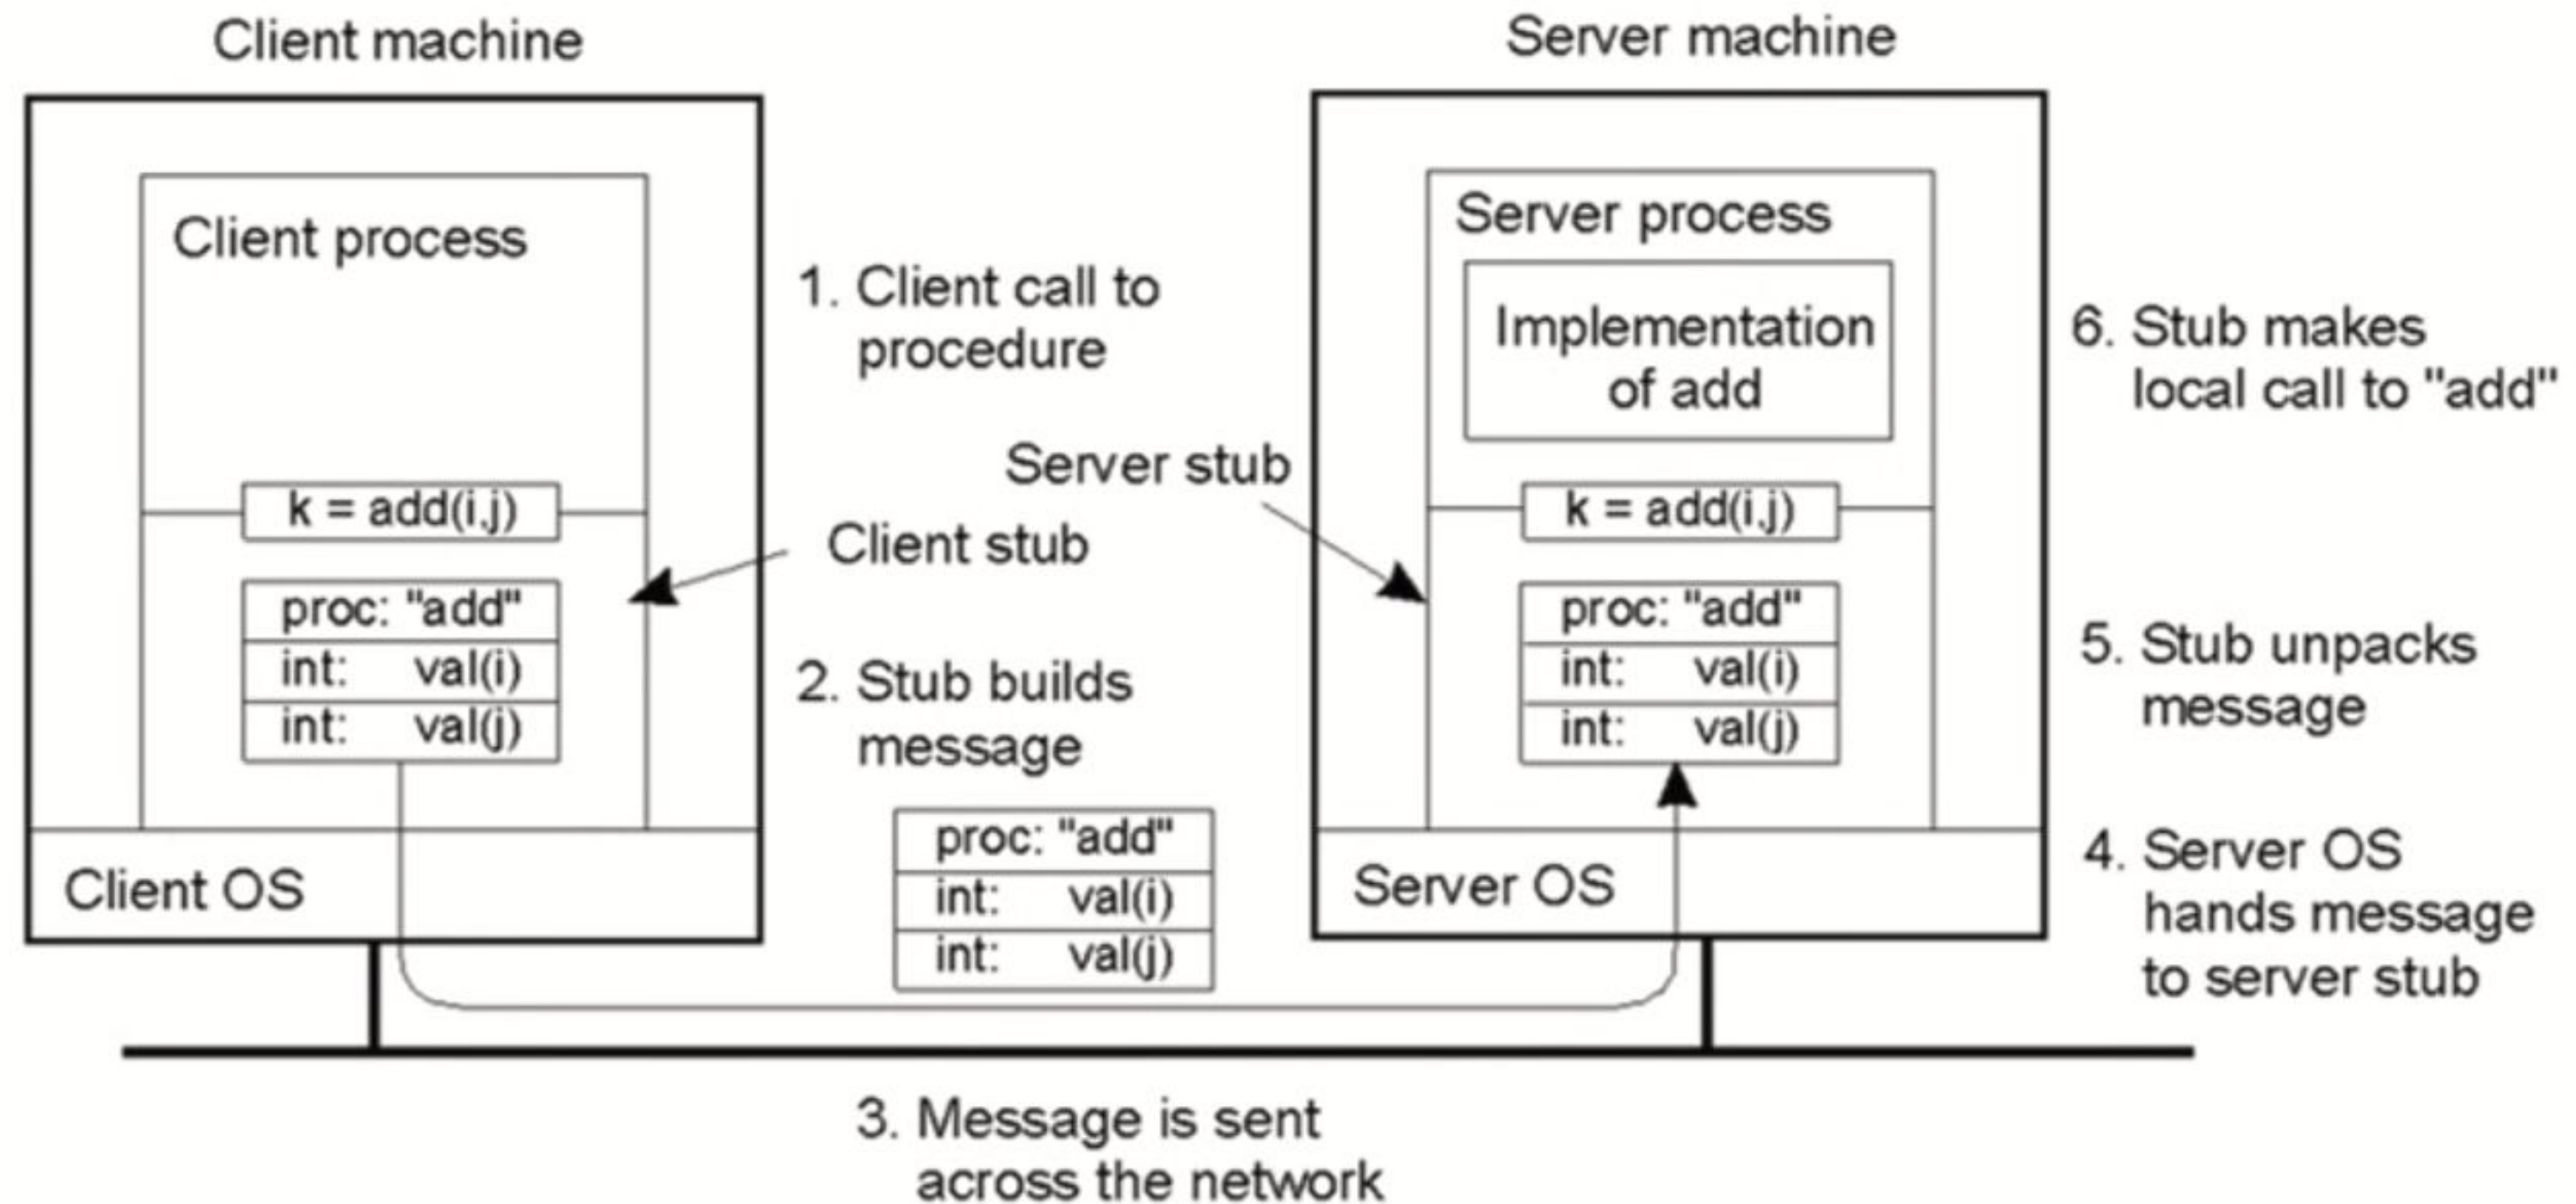 Client machine
Client process
k = add(i,j)
proc: "add"
int: val(i)
int: val(j)
Client OS
1. Client call to
procedure
Server stub
Client stub
2. Stub builds
message
proc: "add"
int: val(i)
int: val(j)
3. Message is sent
across the network
Server machine
Server process
Implementation
of add
k = add(i,j)
proc: "add"
int: val(i)
int: val(j)
Server OS
6. Stub makes
local call to "add"
5. Stub unpacks
message
4. Server OS
hands message
to server stub